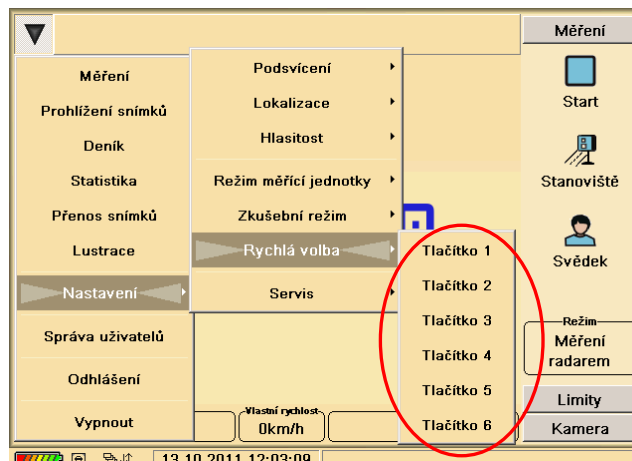 Měření
Prohlížení snímků
Deník
Statistika
Přenos snímků
Lustrace
Nastavení
Správa uživatelů
Odhlášení
Vypnout
Podsvícení
Lokalizace
Hlasitost
Režim měřící jednotky
Zkušební režim
Rychlá volba
Servis
Tlačítko 1
Tlačítko 2
Tlačítko 3
Tlačítko 4
Tlačítko 5
Tlačítko 6
Vlastní rychlost
0km/h
Měření
Start
Stanoviště
Svědek
Režim
Měření
radarem
Limity
Kamera
13.10.2011 12:03:09